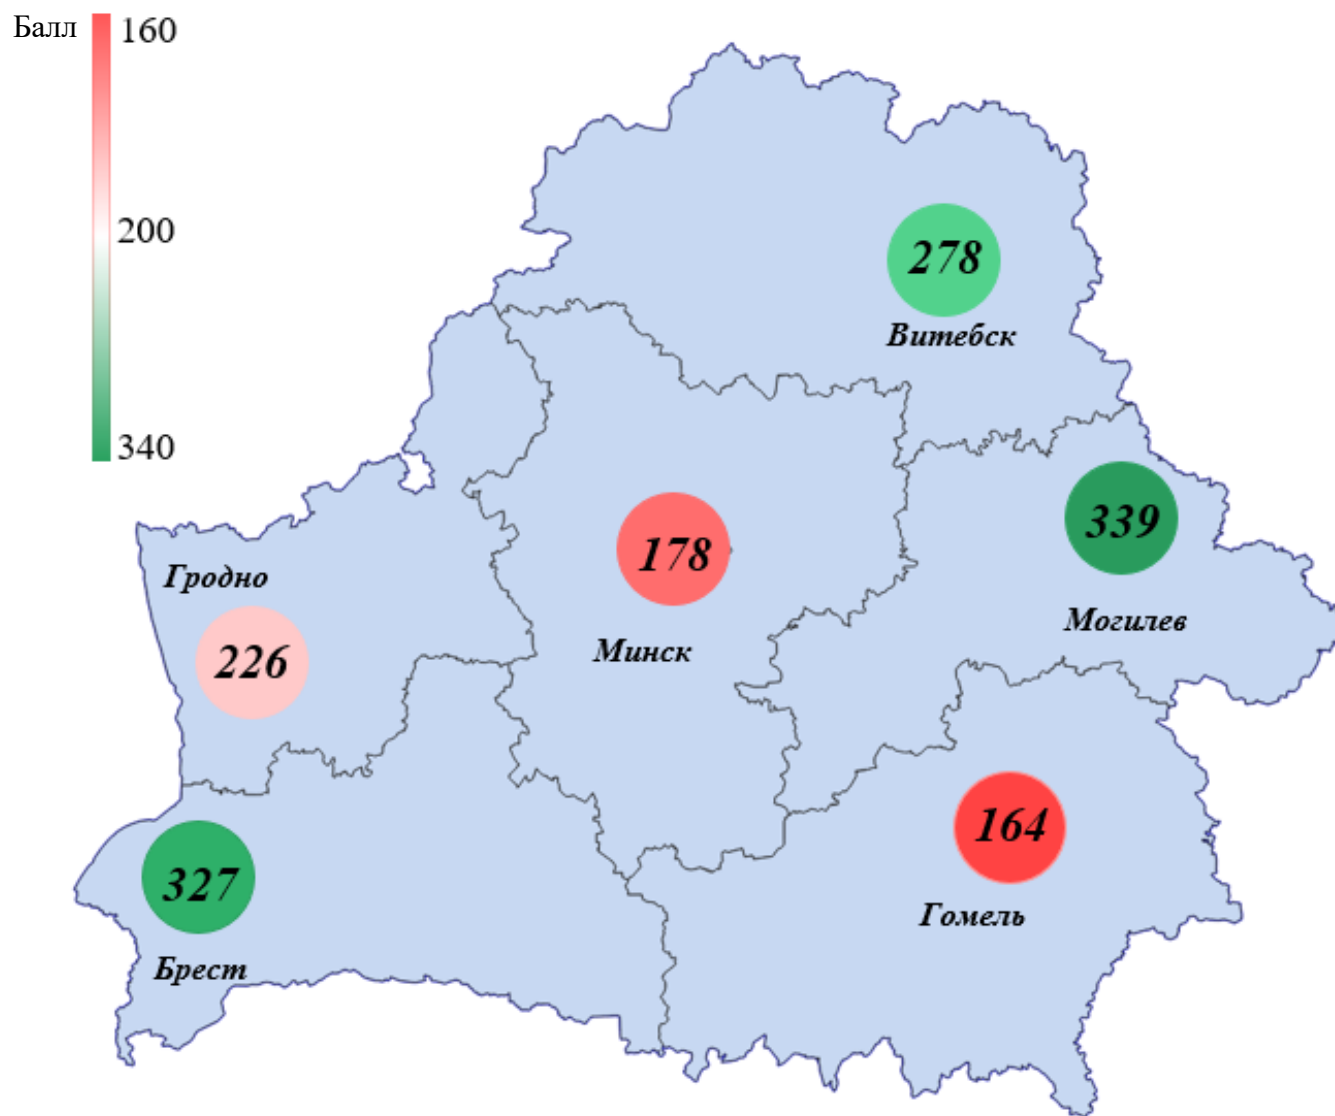 Балл
160
200
340
278
Витебск
339
Могилев
178
Минск
Гродно
226
164
Гомель
327
Брест